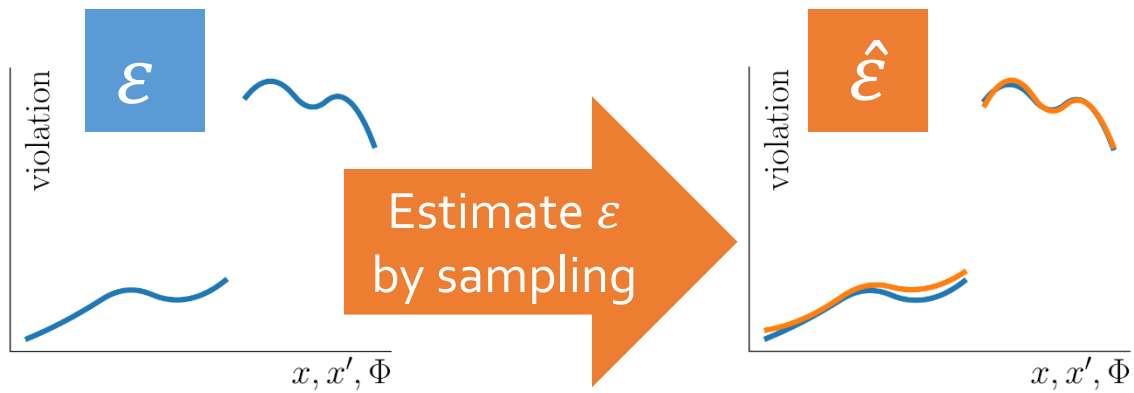 ε
violation
x, x′, Φ
Estimate ε
by sampling
ε̂
violation
x, x′, Φ